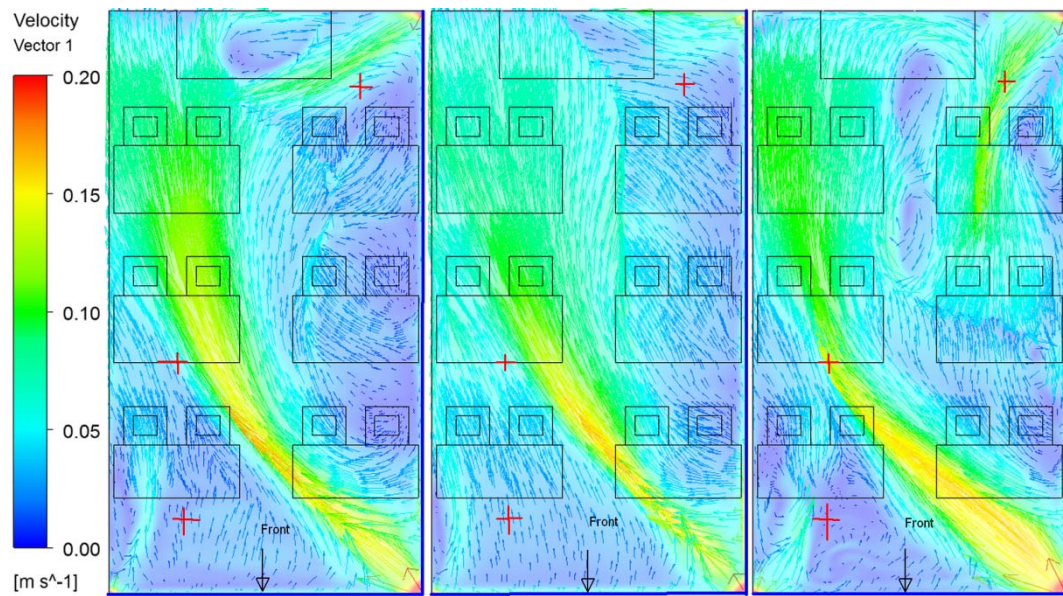 Velocity
Vector 1
0.20
0.15
0.10
0.05
0.00
[m s^-1]
Front
Front
Front